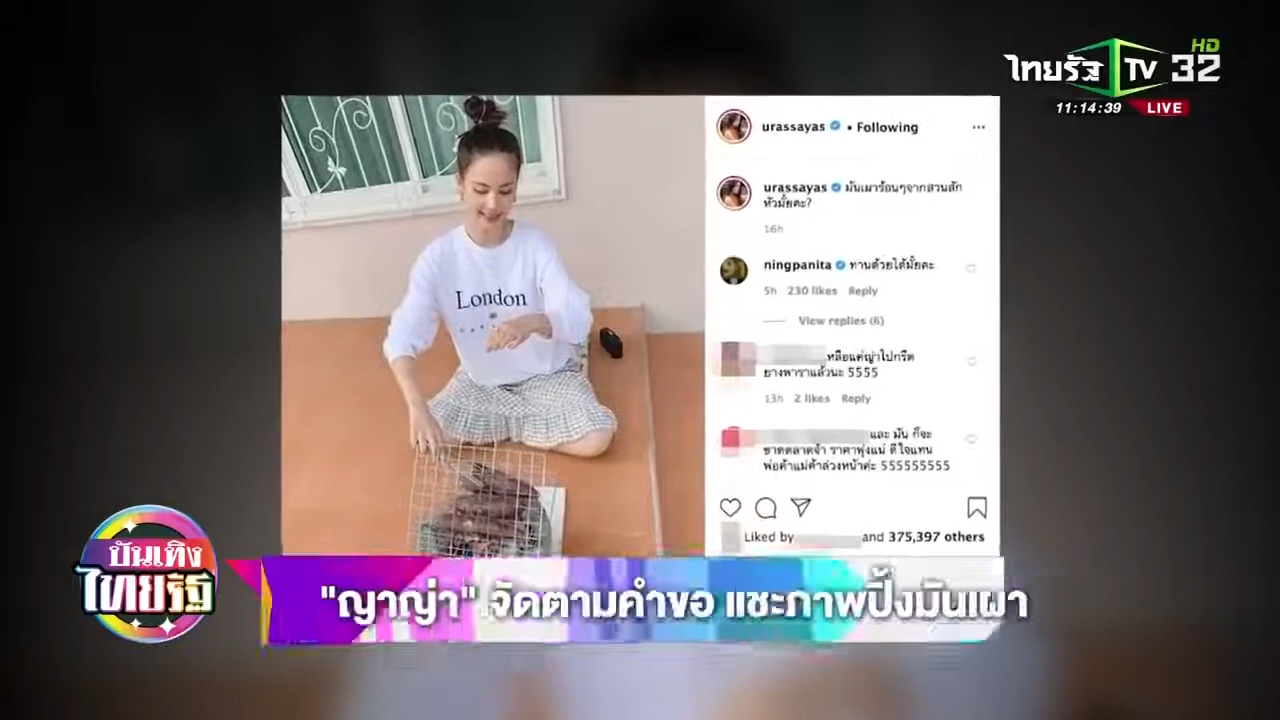 HD
ไทยรัฐ TV 32
11:14:39 LIVE
urassayas • Following
urassayas มันเผาร้อนๆจากสวนสัก
หัวมั้ยคะ?
16h
ningpanita ทานด้วยได้มั้ยคะ
5h 230 likes Reply
View replies (6)
หลือแค่ญ่าไปกรีด
ยางพาราแล้วนะ 5555
13h 2 likes Reply
และ มัน ก็จะ
ขาดตลาดจ้า ราคาพุ่งแน่ ดีใจแทน
พ่อค้าแม่ค้าล่วงหน้าค่ะ 555555555
Liked by and 375,397 others
London
บันเทิง
ไทยรัฐ
"ญาญ่า" จัดตามคำขอ แชะภาพปิ้งมันเผา